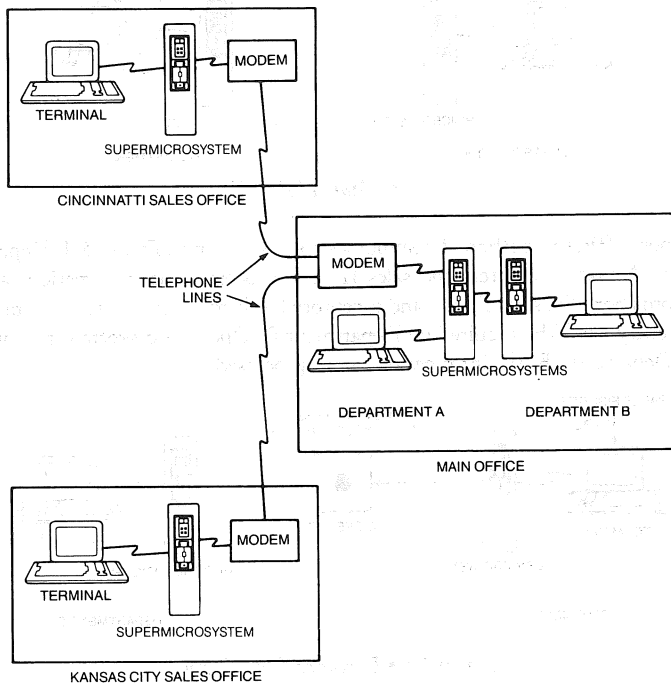 MODEM
TERMINAL
SUPERMICROSYSTEM
CINCINNATTI SALES OFFICE
MODEM
TELEPHONE
LINES
SUPERMICROSYSTEMS
DEPARTMENT A
DEPARTMENT B
MAIN OFFICE
MODEM
TERMINAL
SUPERMICROSYSTEM
KANSAS CITY SALES OFFICE